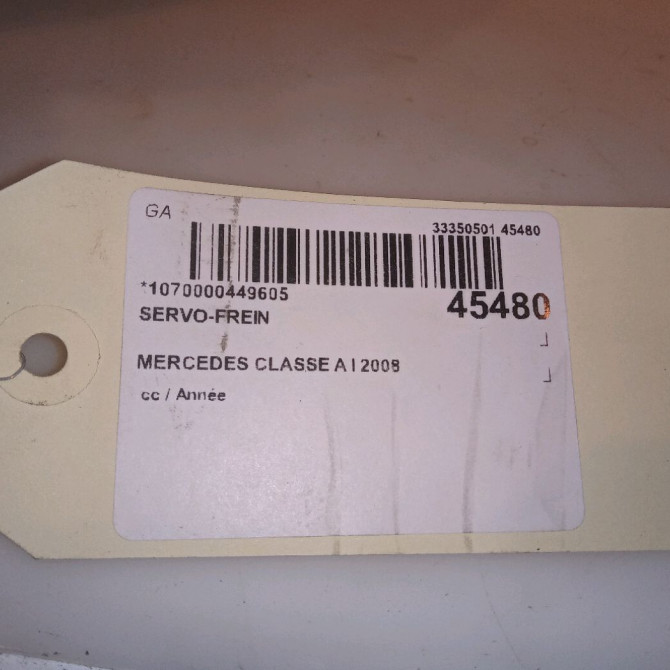 GA
33350501 45480
*1070000449605
45480
SERVO-FREIN
MERCEDES CLASSE A I 2008
cc / Année